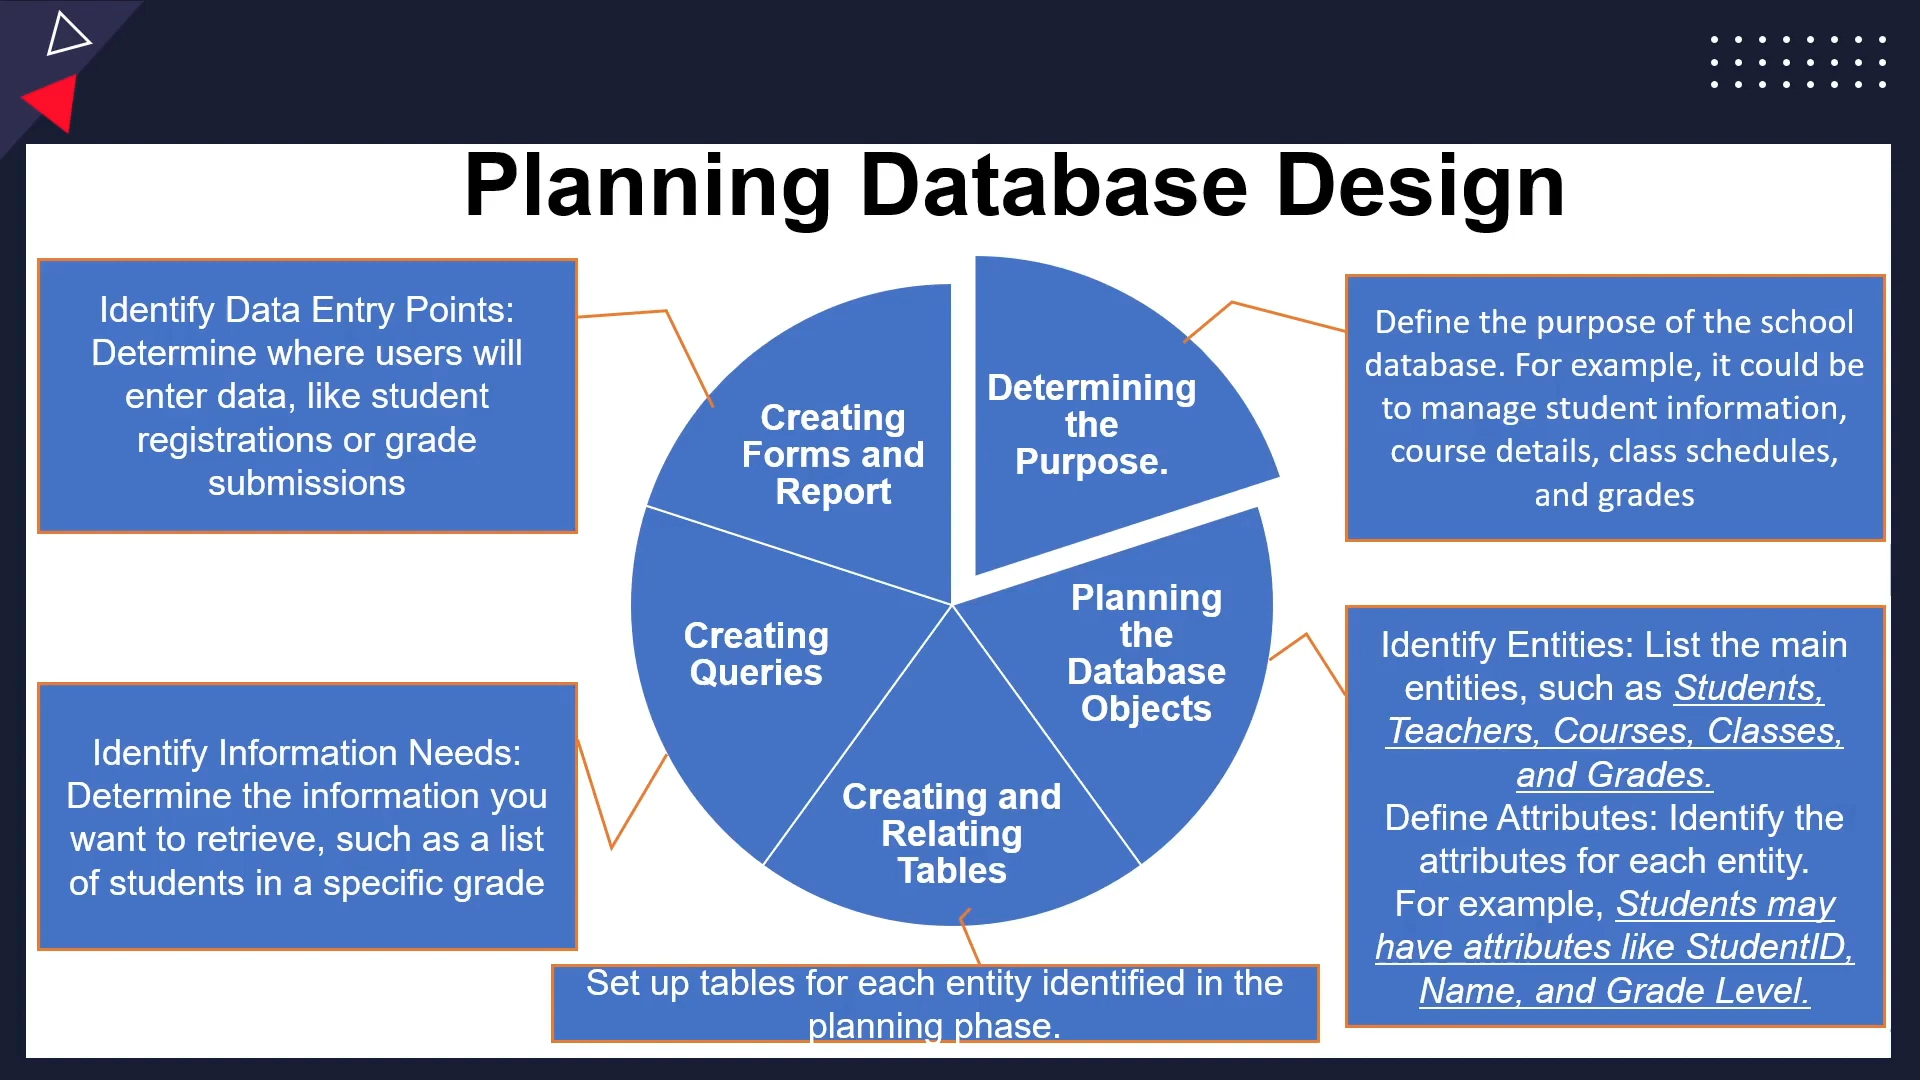 Planning Database Design
Identify Data Entry Points:
Determine where users will
enter data, like student
registrations or grade
submissions
Creating
Forms and
Report
Determining
the
Purpose.
Define the purpose of the school
database. For example, it could be
to manage student information,
course details, class schedules,
and grades
Creating
Queries
Planning
the
Database
Objects
Identify Information Needs:
Determine the information you
want to retrieve, such as a list
of students in a specific grade
Creating and
Relating
Tables
Identify Entities: List the main
entities, such as Students,
Teachers, Courses, Classes,
and Grades.
Define Attributes: Identify the
attributes for each entity.
For example, Students may
have attributes like StudentID,
Name, and Grade Level.
Set up tables for each entity identified in the
planning phase.